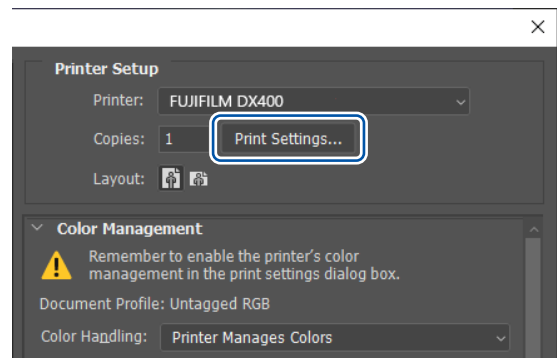 Printer Setup
Printer: FUJIFILM DX400
Copies: 1 Print Settings...
Layout:
Color Management
Remember to enable the printer's color
management in the print settings dialog box.
Document Profile: Untagged RGB
Color Handling: Printer Manages Colors